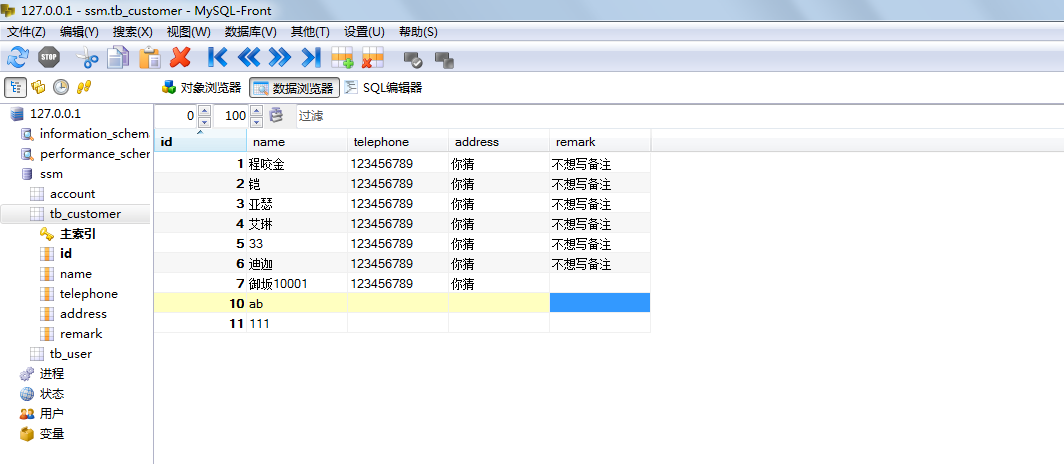 127.0.0.1 - ssm.tb_customer - MySQL-Front
文件(Z) 编辑(Y) 搜索(X) 视图(W) 数据库(V) 其他(T) 设置(U) 帮助(S)
STOP
对象浏览器 数据浏览器 SQL编辑器
127.0.0.1
information_schem
performance_scher
ssm
account
tb_customer
主索引
id
name
telephone
address
remark
tb_user
进程
状态
用户
变量
0 100 过滤
id name telephone address remark
1 程咬金 123456789 你猜 不想写备注
2 铠 123456789 你猜 不想写备注
3 亚瑟 123456789 你猜 不想写备注
4 艾琳 123456789 你猜 不想写备注
5 33 123456789 你猜 不想写备注
6 迪迦 123456789 你猜 不想写备注
7 御坂10001 123456789 你猜
10 ab
11 111